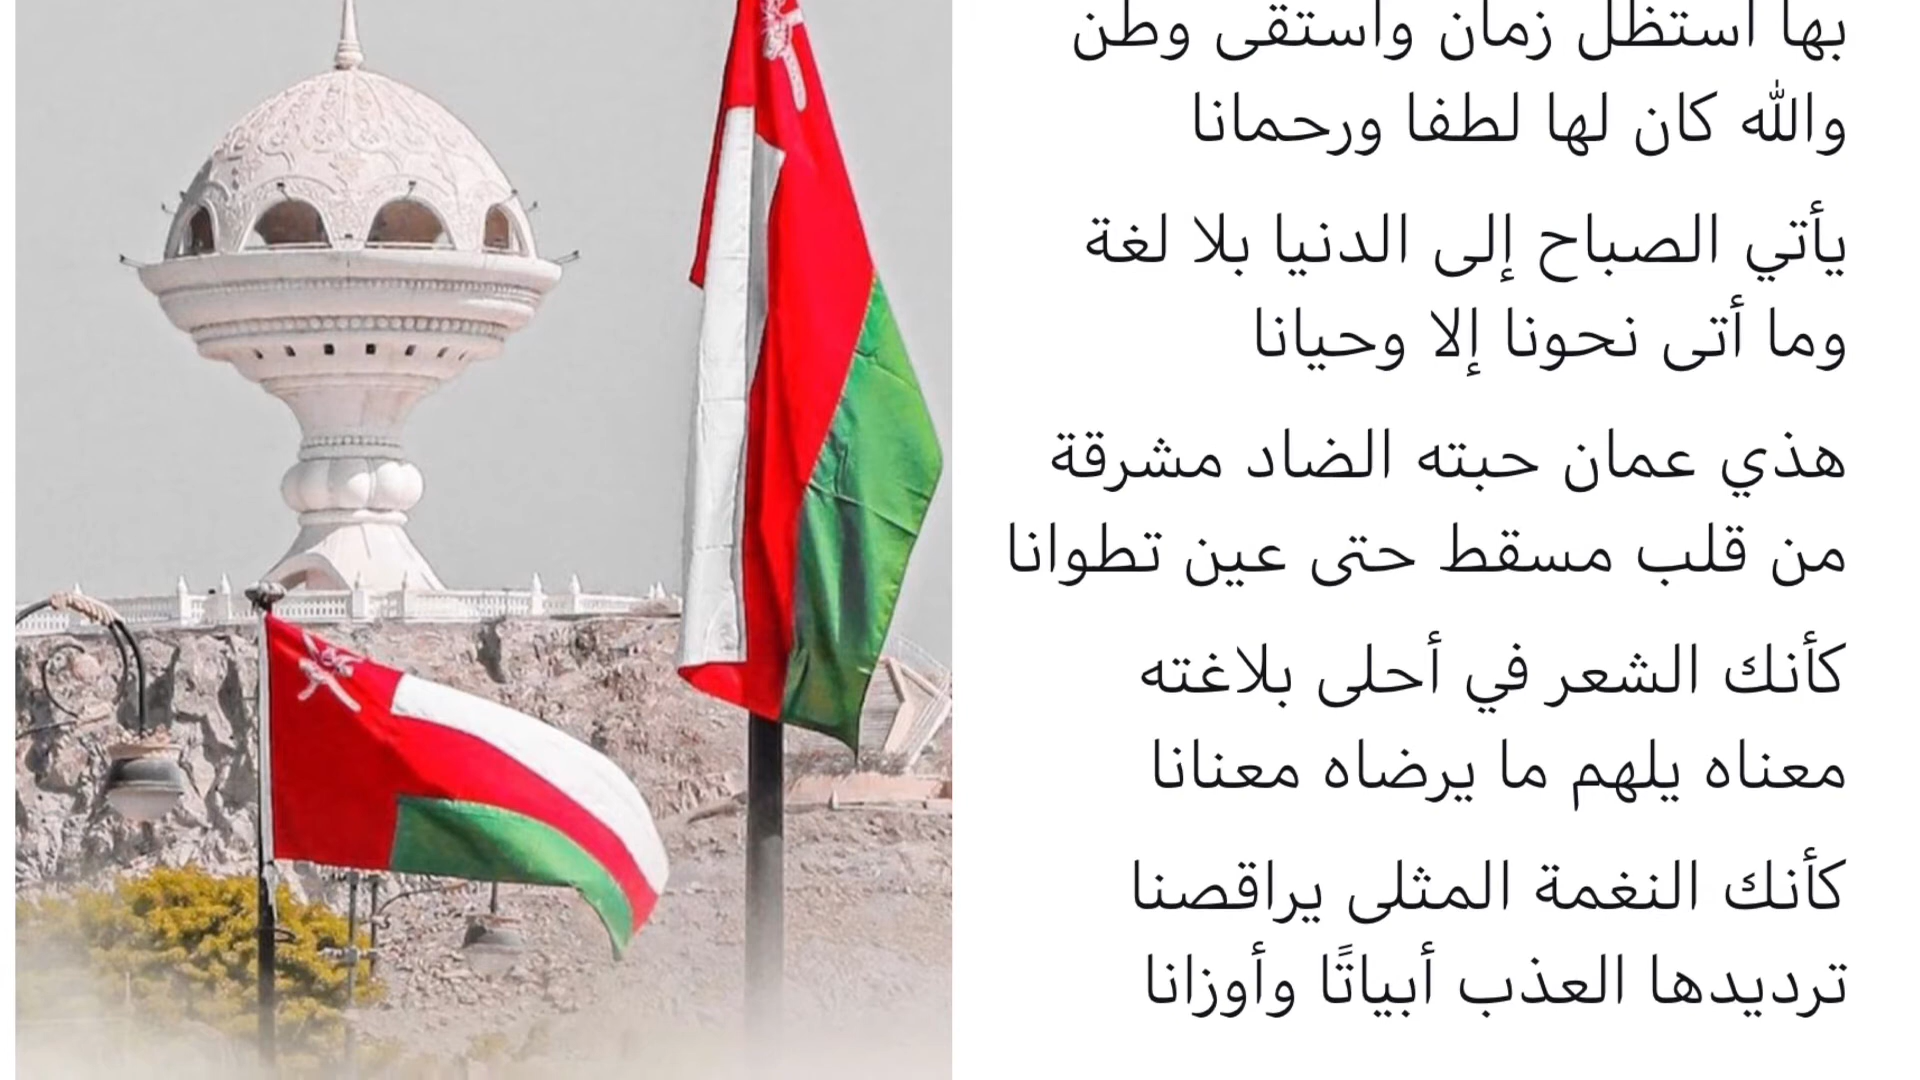 بها استظل زمان واستقى وطن
والله كان لها لطفا ورحمانا
يأتي الصباح إلى الدنيا بلا لغة
وما أتى نحونا إلا وحيانا
هذي عمان حبته الضاد مشرقة
من قلب مسقط حتى عين تطوانا
كأنك الشعر في أحلى بلاغته
معناه يلهم ما يرضاه معنانا
كأنك النغمة المثلى يراقصنا
ترديدها العذب أبياتًا وأوزانا